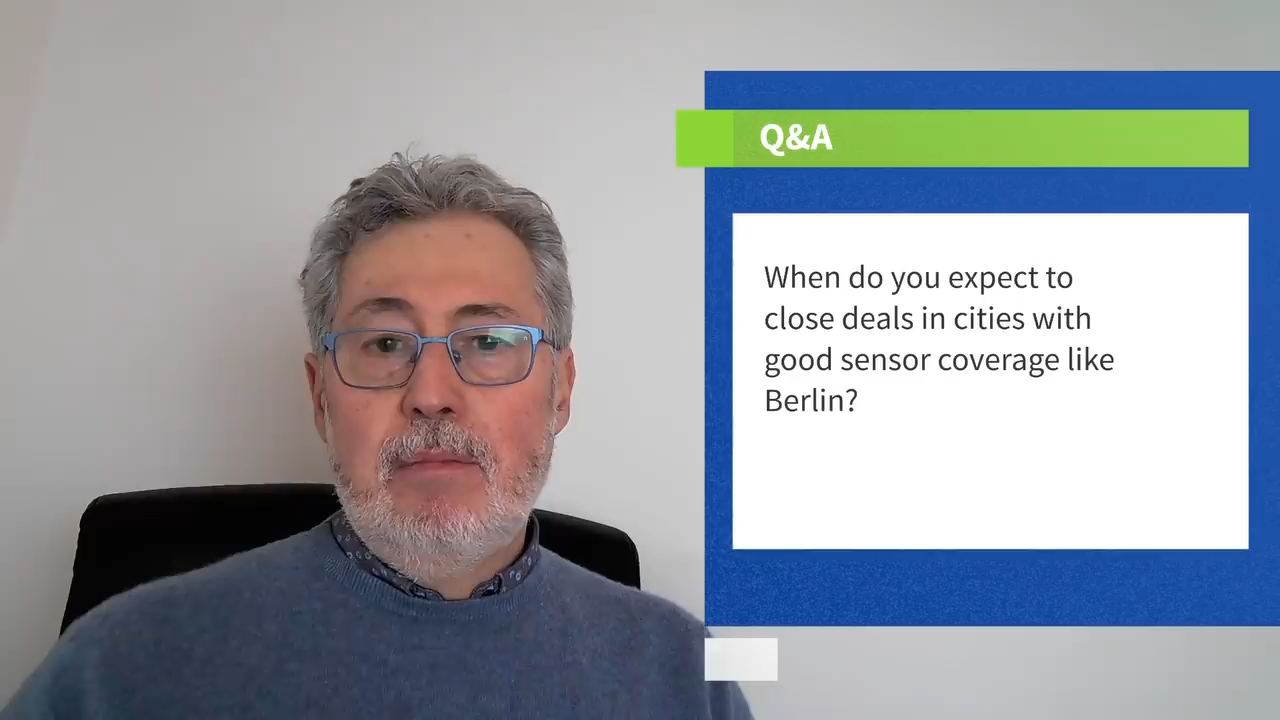 Q&A
When do you expect to
close deals in cities with
good sensor coverage like
Berlin?